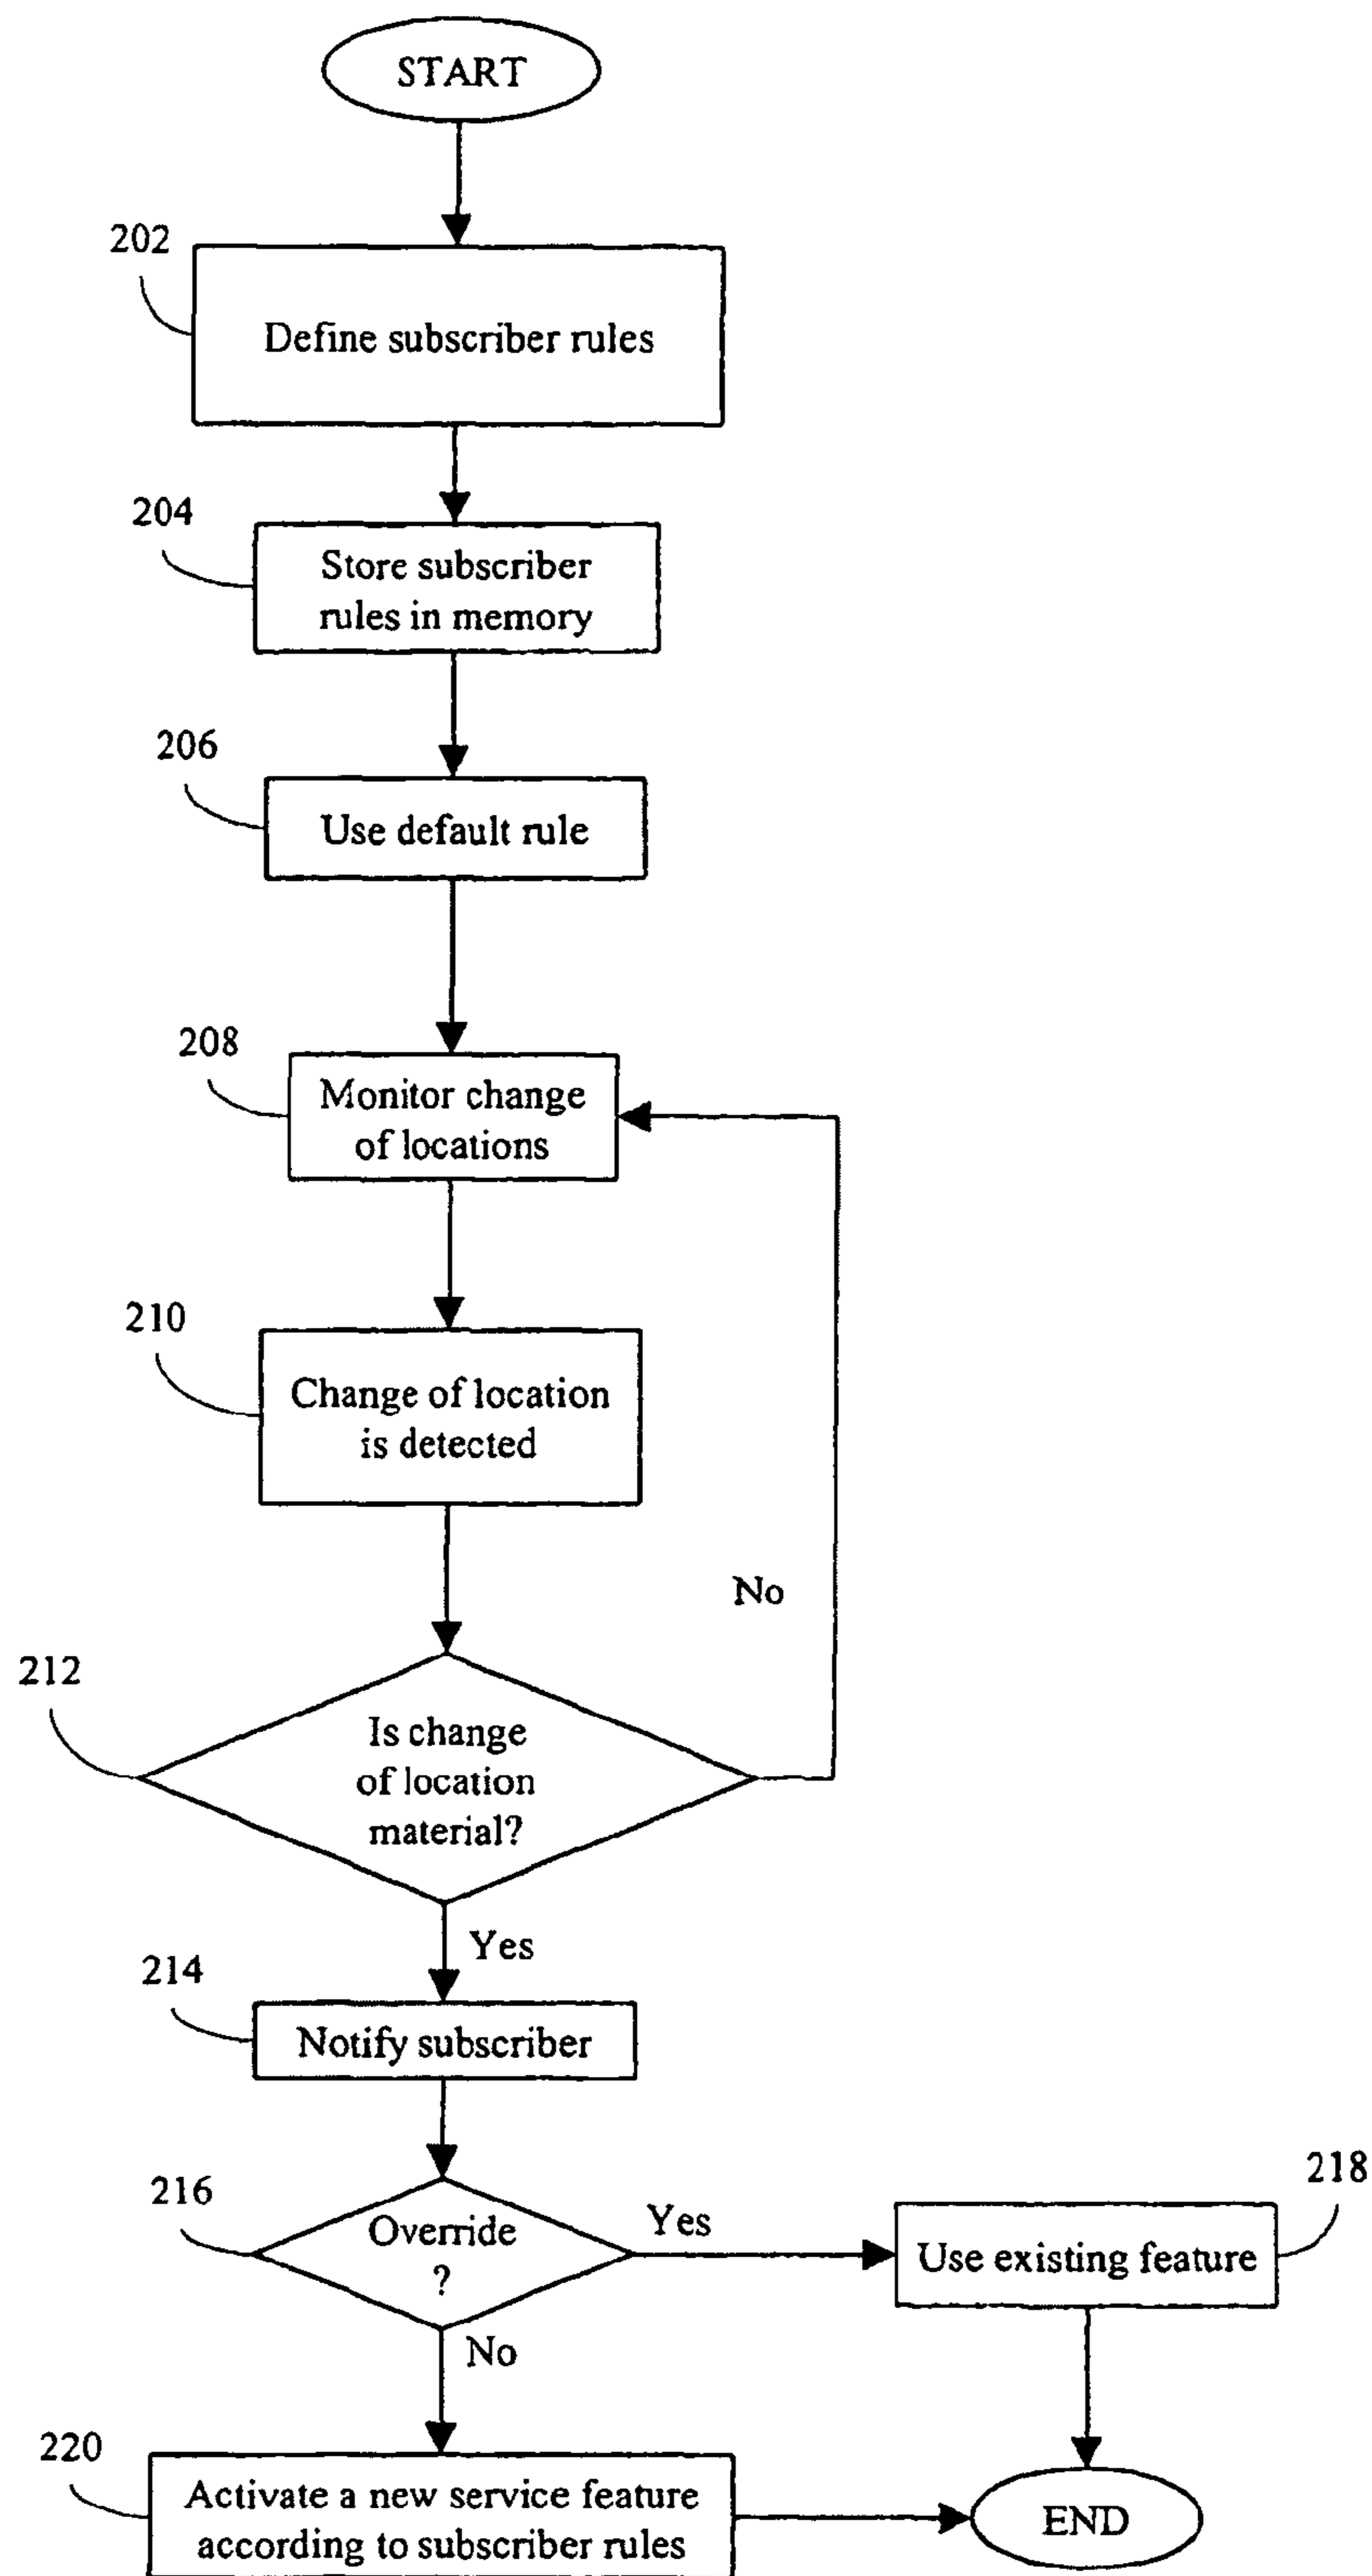 START
202
Define subscriber rules
204
Store subscriber
rules in memory
206
Use default rule
208
Monitor change
of locations
210
Change of location
is detected
No
212
Is change
of location
material?
Yes
214
Notify subscriber
216
Override
?
Yes
218
Use existing feature
No
220
Activate a new service feature
according to subscriber rules
END